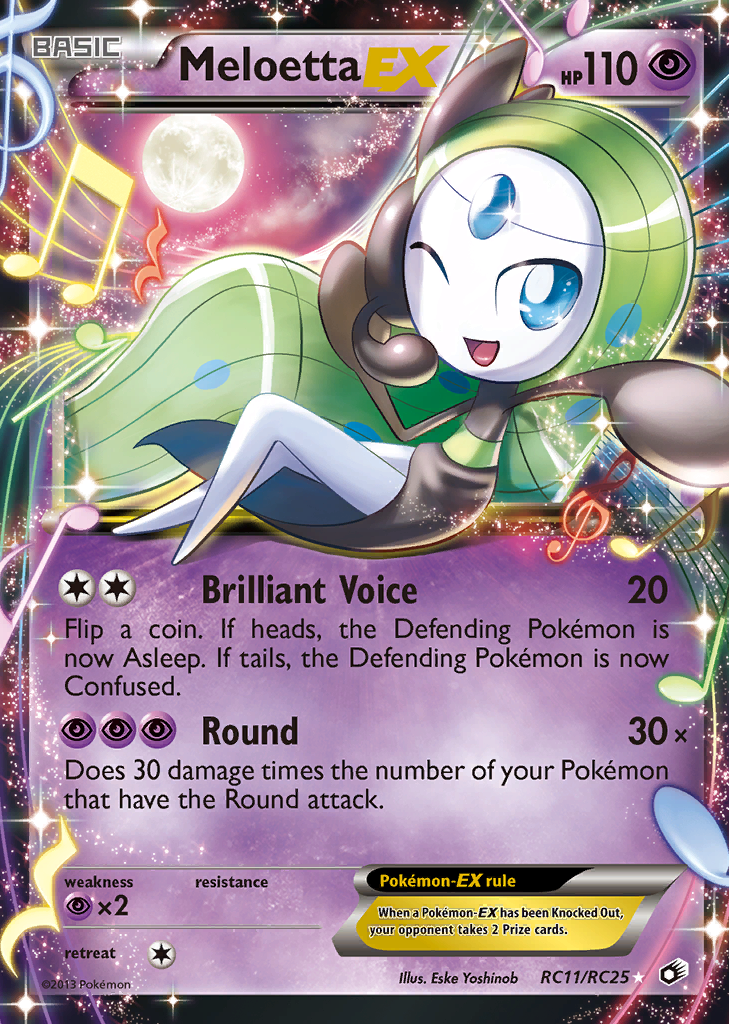 BASIC
Meloetta EX
HP 110
Brilliant Voice 20
Flip a coin. If heads, the Defending Pokémon is
now Asleep. If tails, the Defending Pokémon is now
Confused.
Round 30×
Does 30 damage times the number of your Pokémon
that have the Round attack.
weakness resistance
×2
retreat
Pokémon-EX rule
When a Pokémon-EX has been Knocked Out,
your opponent takes 2 Prize cards.
©2013 Pokémon
Illus. Eske Yoshinob
RC11/RC25